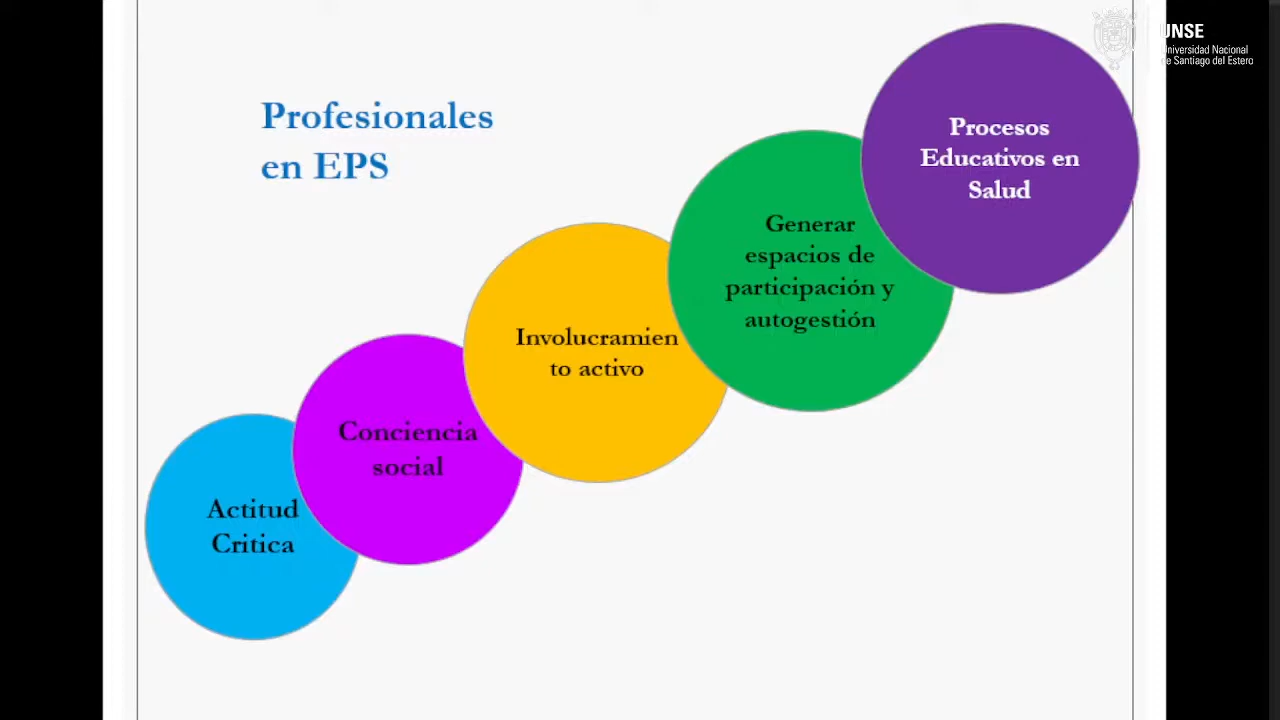 Profesionales
en EPS
UNSE
Universidad Nacional
de Santiago del Estero
Procesos
Educativos en
Salud
Generar
espacios de
participación y
autogestión
Involucramien
to activo
Conciencia
social
Actitud
Critica